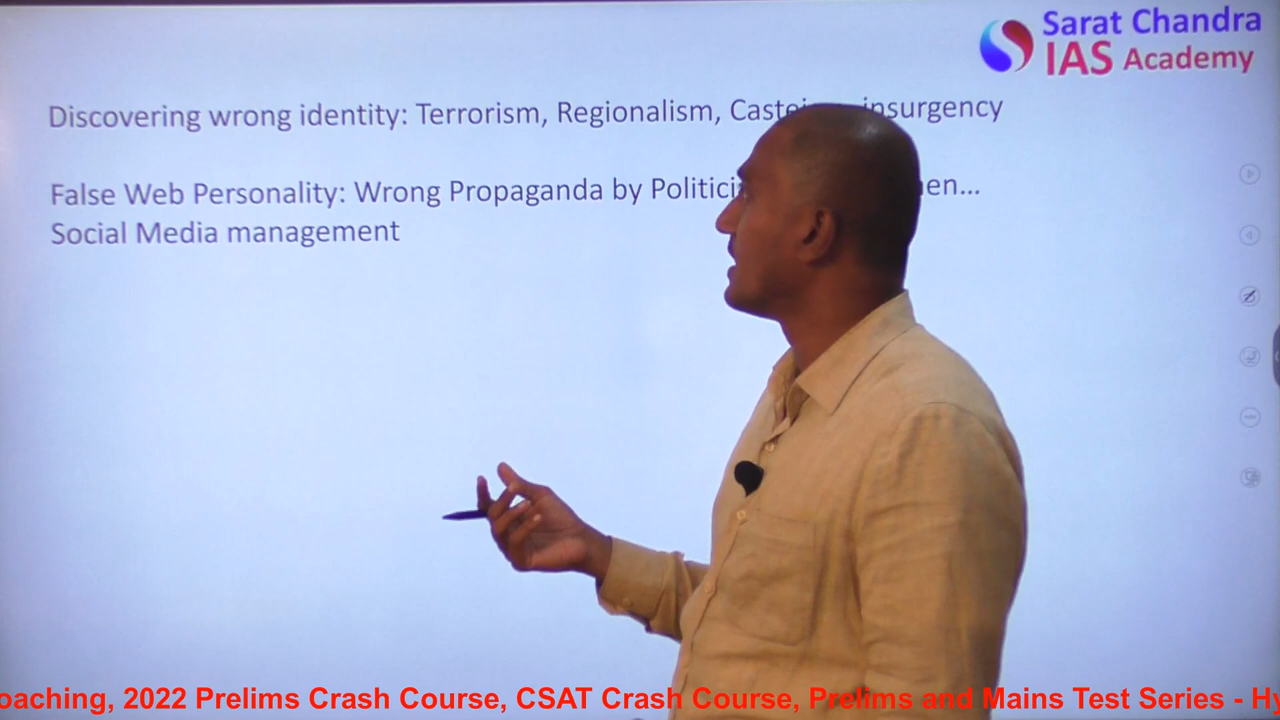 Sarat Chandra
IAS Academy
Discovering wrong identity: Terrorism, Regionalism, insurgency
False Web Personality: Wrong Propaganda by
Social Media management
2022 Prelims Crash Course, CSAT Crash Course, Prelims and Mains Test Series -